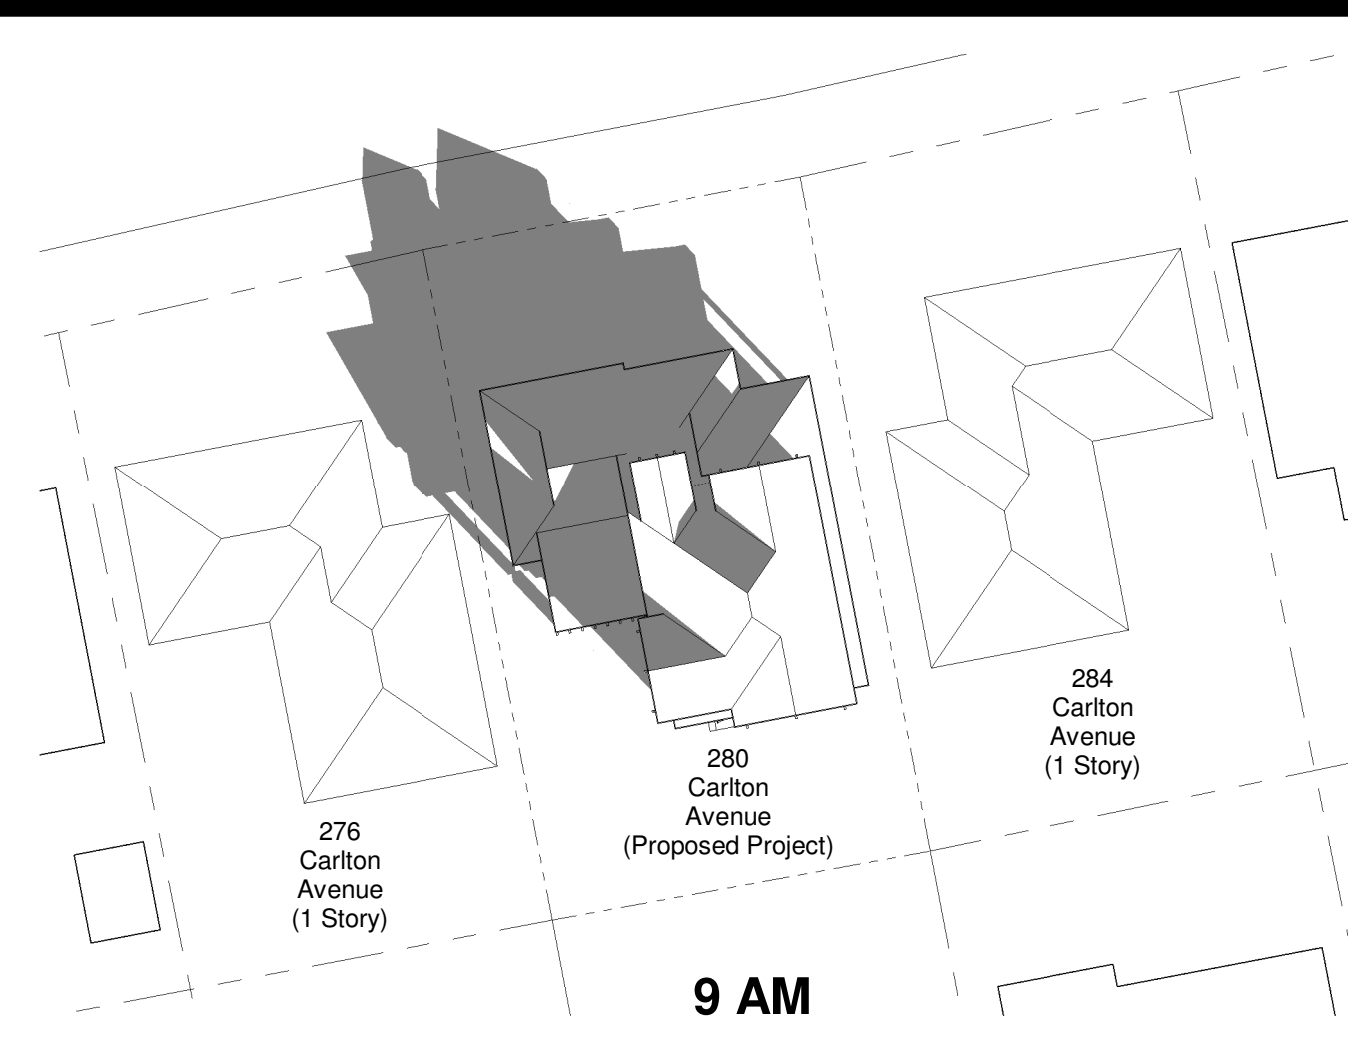 284
Carlton
Avenue
(1 Story)
280
Carlton
Avenue
(Proposed Project)
276
Carlton
Avenue
(1 Story)
9 AM